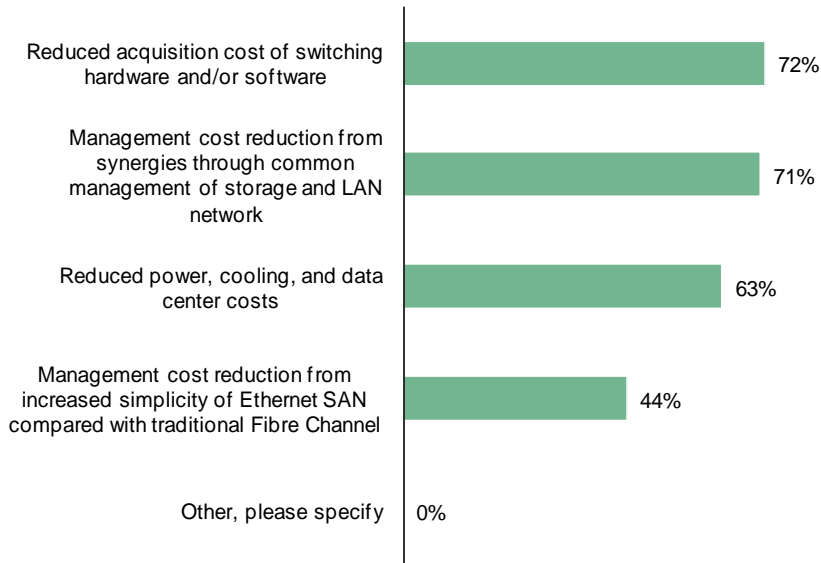 Reduced acquisition cost of switching
hardware and/or software
72%
Management cost reduction from
synergies through common
management of storage and LAN
network
71%
Reduced power, cooling, and data
center costs
63%
Management cost reduction from
increased simplicity of Ethernet SAN
compared with traditional Fibre Channel
44%
Other, please specify
0%